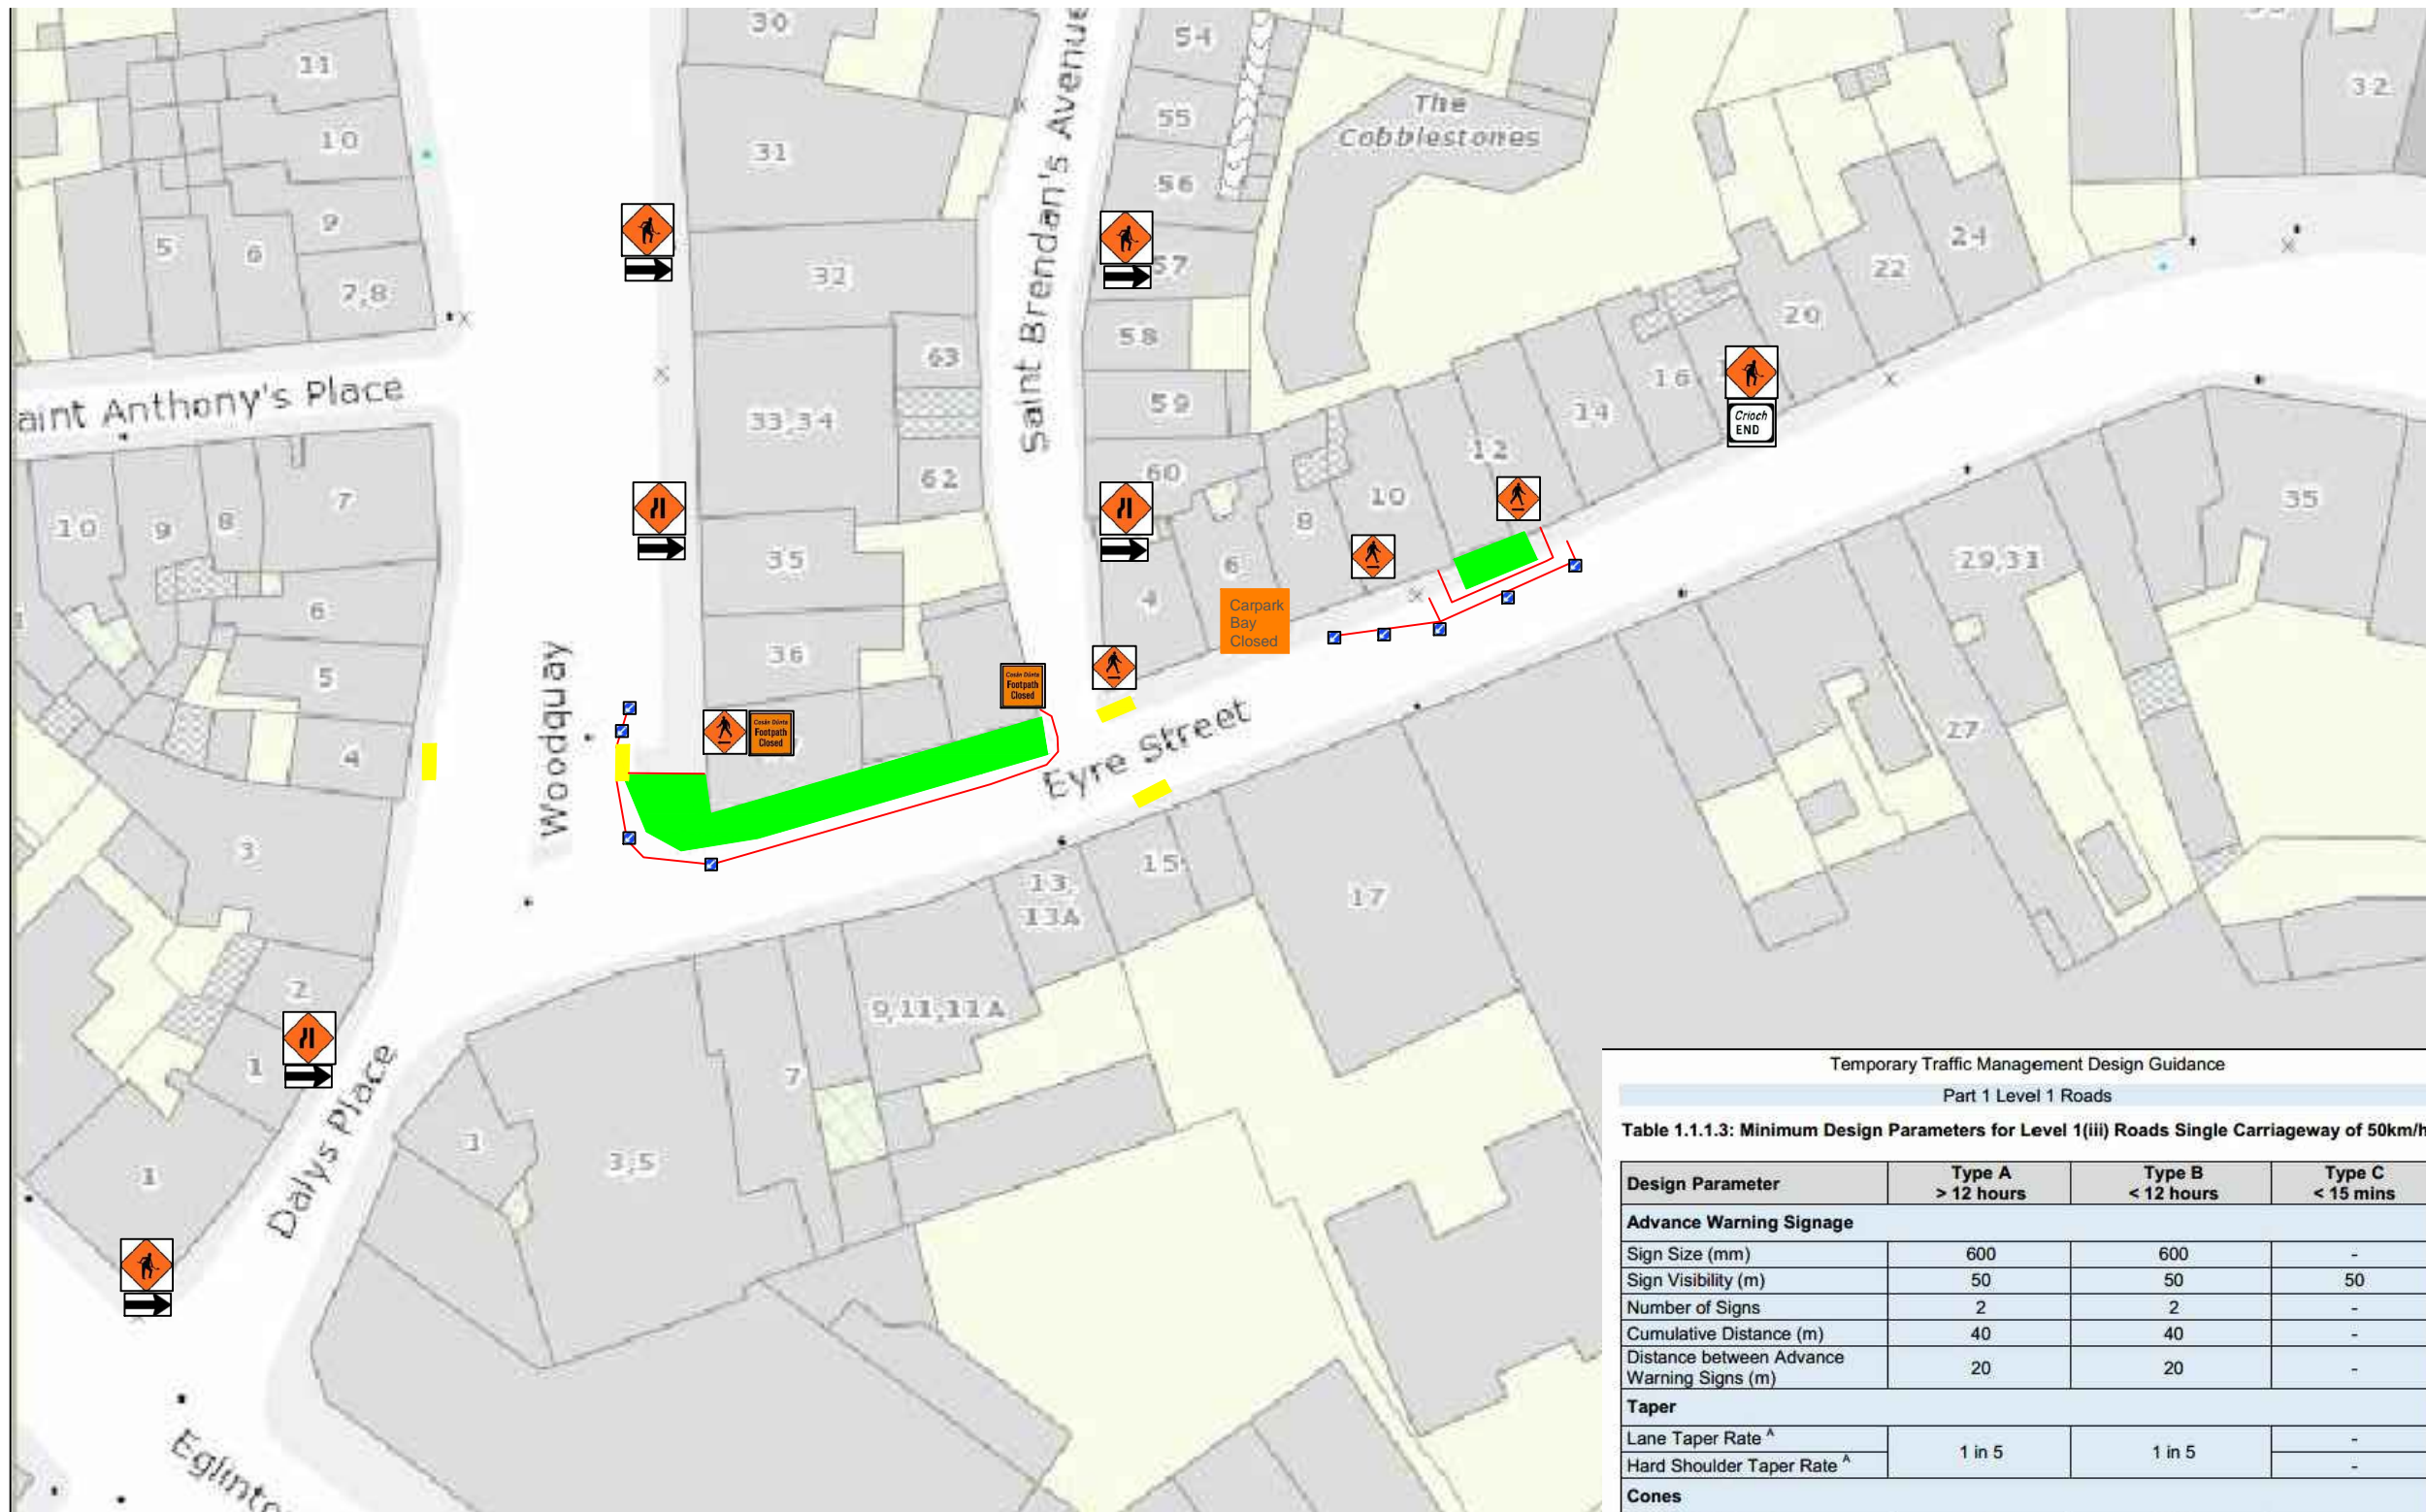 30
54
11
31
55
The
Cobblestones
32
10
56
9
5
6
32
57
24
22
7,8
58
20
Saint Brendan's Avenue
63
16
aint Anthony's Place
33,34
59
14
Críoch
END
12
62
60
10
35
10
9
8
7
8
35
6
29,31
6
4
Carpark
Bay
Closed
36
5
Cosán Dúnta
Footpath
Closed
Cosán Dúnta
Footpath
Closed
Woodbuay
Eyre Street
27
4
3
15
13,
13A
17
2
9,11,11A
1
7
Dalys Place
1
3,5
1
Eglinto
Temporary Traffic Management Design Guidance
Part 1 Level 1 Roads
Table 1.1.1.3: Minimum Design Parameters for Level 1(iii) Roads Single Carriageway of 50km/h
Design Parameter Type A > 12 hours Type B < 12 hours Type C < 15 mins
Advance Warning Signage
Sign Size (mm) 600 600 -
Sign Visibility (m) 50 50 50
Number of Signs 2 2 -
Cumulative Distance (m) 40 40 -
Distance between Advance Warning Signs (m) 20 20 -
Taper
Lane Taper Rate A 1 in 5 1 in 5 -
Hard Shoulder Taper Rate A -
Cones